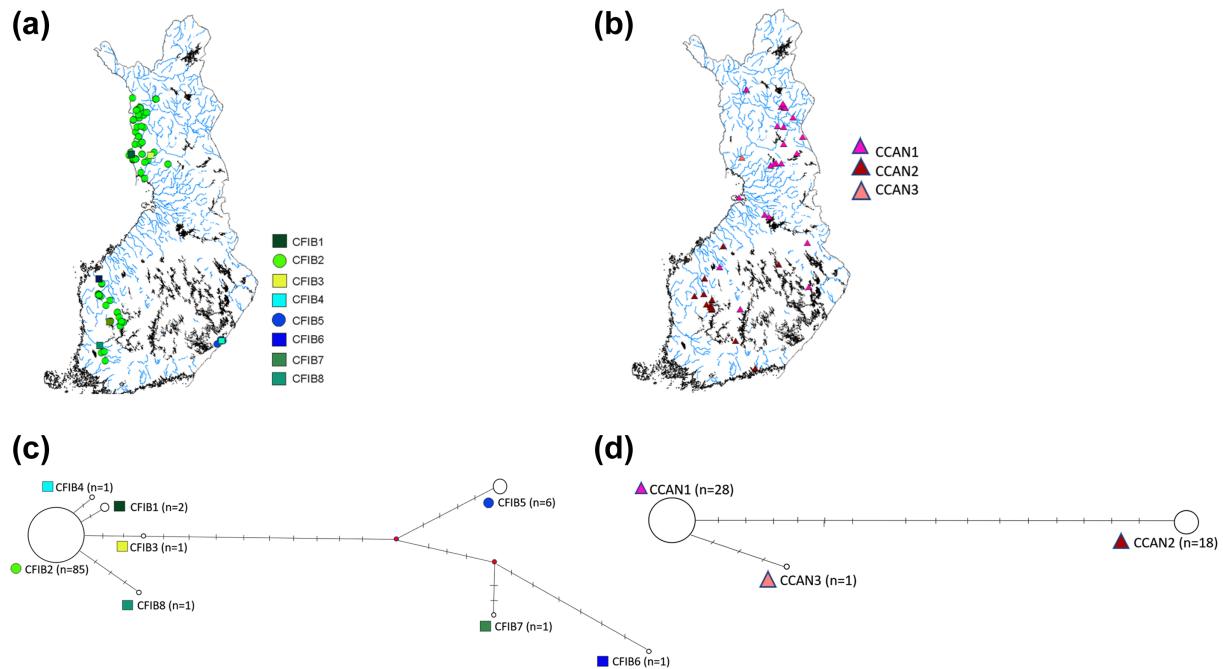 (a)
CFIB1
CFIB2
CFIB3
CFIB4
CFIB5
CFIB6
CFIB7
CFIB8
(b)
CCAN1
CCAN2
CCAN3
(c)
CFIB4 (n=1)
CFIB1 (n=2)
CFIB5 (n=6)
CFIB3 (n=1)
CFIB2 (n=85)
CFIB8 (n=1)
CFIB7 (n=1)
CFIB6 (n=1)
(d)
CCAN1 (n=28)
CCAN2 (n=18)
CCAN3 (n=1)